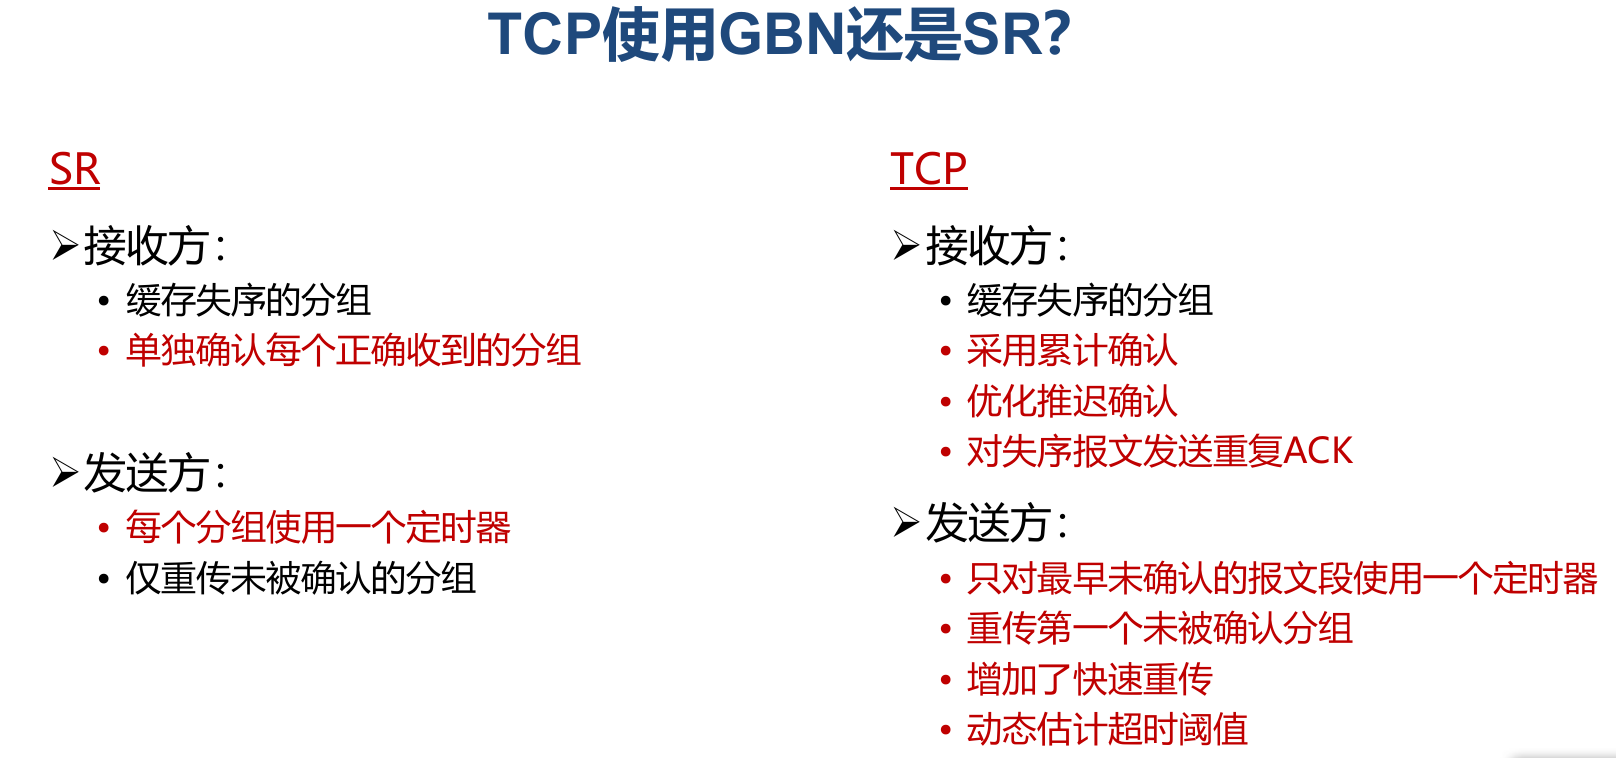 TCP使用GBN还是SR？
SR
接收方：
缓存失序的分组
单独确认每个正确收到的分组
发送方：
每个分组使用一个定时器
仅重传未被确认的分组
TCP
接收方：
缓存失序的分组
采用累计确认
优化推迟确认
对失序报文发送重复ACK
发送方：
只对最早未确认的报文段使用一个定时器
重传第一个未被确认分组
增加了快速重传
动态估计超时阈值